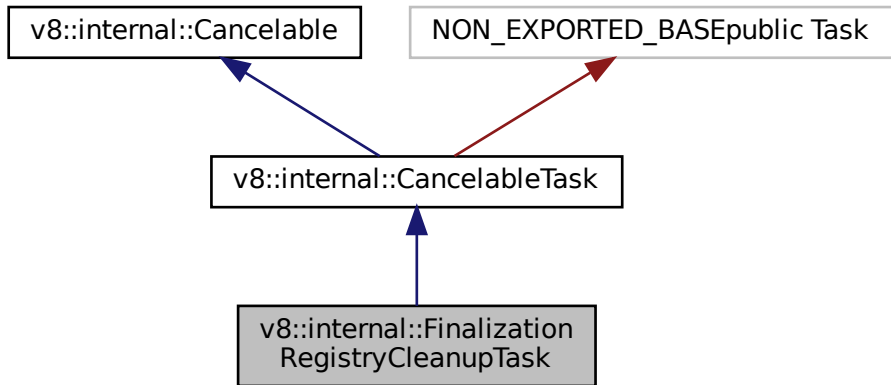 v8::internal::Cancelable
NON_EXPORTED_BASEpublic Task
v8::internal::CancelableTask
v8::internal::Finalization
RegistryCleanupTask